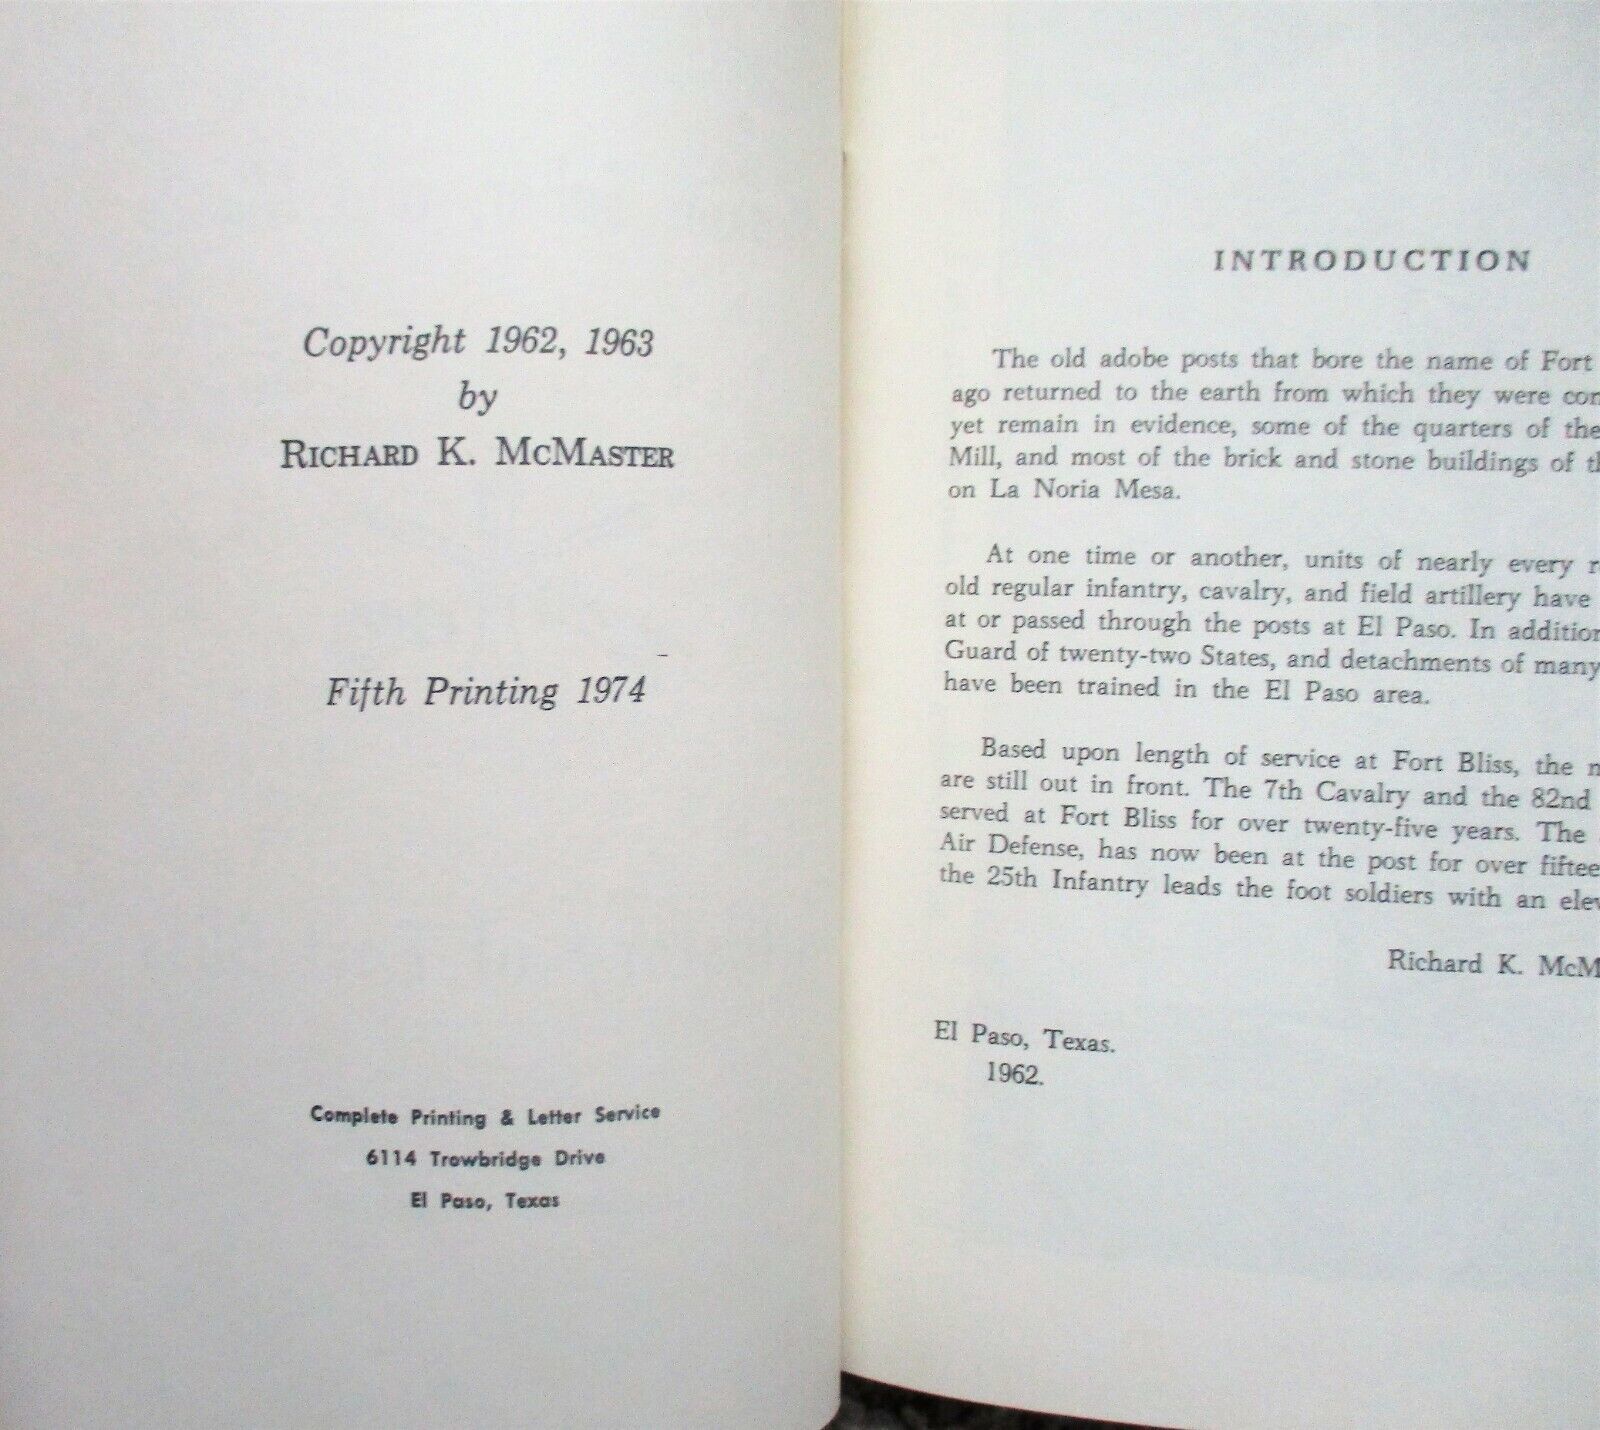 Copyright 1962, 1963
by
RICHARD K. MCMASTER
Fifth Printing 1974
Complete Printing & Letter Service
6114 Trowbridge Drive
El Paso, Texas
INTRODUCTION
The old adobe posts that bore the name of Fort
ago returned to the earth from which they were
yet remain in evidence, some of the quarters of the
Mill, and most of the brick and stone buildings of
on La Noria Mesa.
At one time or another, units of nearly every
old regular infantry, cavalry, and field artillery have
at or passed through the posts at El Paso. In addition
Guard of twenty-two States, and detachments of many
have been trained in the El Paso area.
Based upon length of service at Fort Bliss, the
are still out in front. The 7th Cavalry and the 82nd
served at Fort Bliss for over twenty-five years. The
Air Defense, has now been at the post for over
the 25th Infantry leads the foot soldiers with an
Richard K.
El Paso, Texas.
1962.